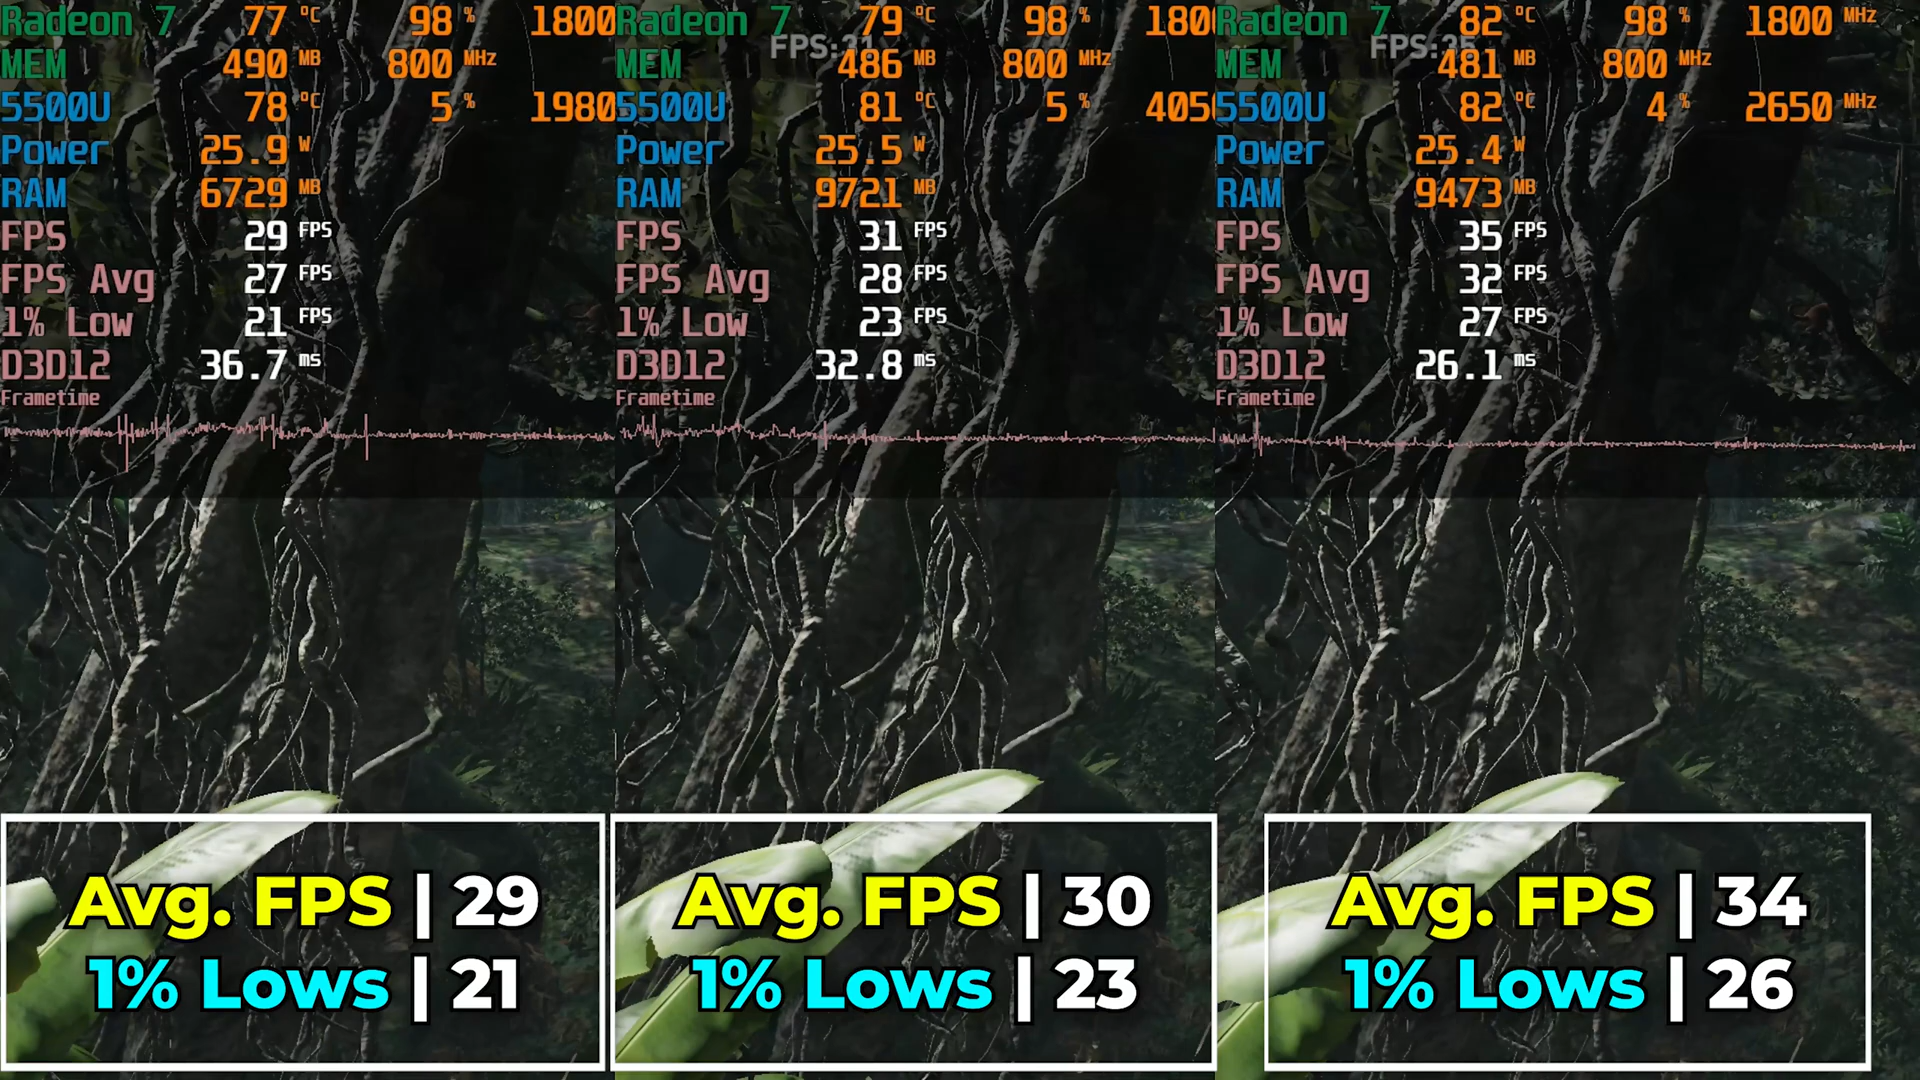 Radeon 7 77 °C 98 % 1800
MEM 490 MB 800 MHz
5500U 78 °C 5 % 1980
Power 25.9 W
RAM 6729 MB
FPS 29 FPS
FPS Avg 27 FPS
1% Low 21 FPS
D3D12 36.7 ms
Frametime
Avg. FPS | 29
1% Lows | 21
Radeon 7 79 °C 98 % 180
FPS:31
MEM 486 MB 800 MHz
5500U 81 °C 5 % 405
Power 25.5 W
RAM 9721 MB
FPS 31 FPS
FPS Avg 28 FPS
1% Low 23 FPS
D3D12 32.8 ms
Frametime
Avg. FPS | 30
1% Lows | 23
Radeon 7 82 °C 98 % 1800 MHz
FPS:35
MEM 481 MB 800 MHz
5500U 82 °C 4 % 2650 MHz
Power 25.4 W
RAM 9473 MB
FPS 35 FPS
FPS Avg 32 FPS
1% Low 27 FPS
D3D12 26.1 ms
Frametime
Avg. FPS | 34
1% Lows | 26